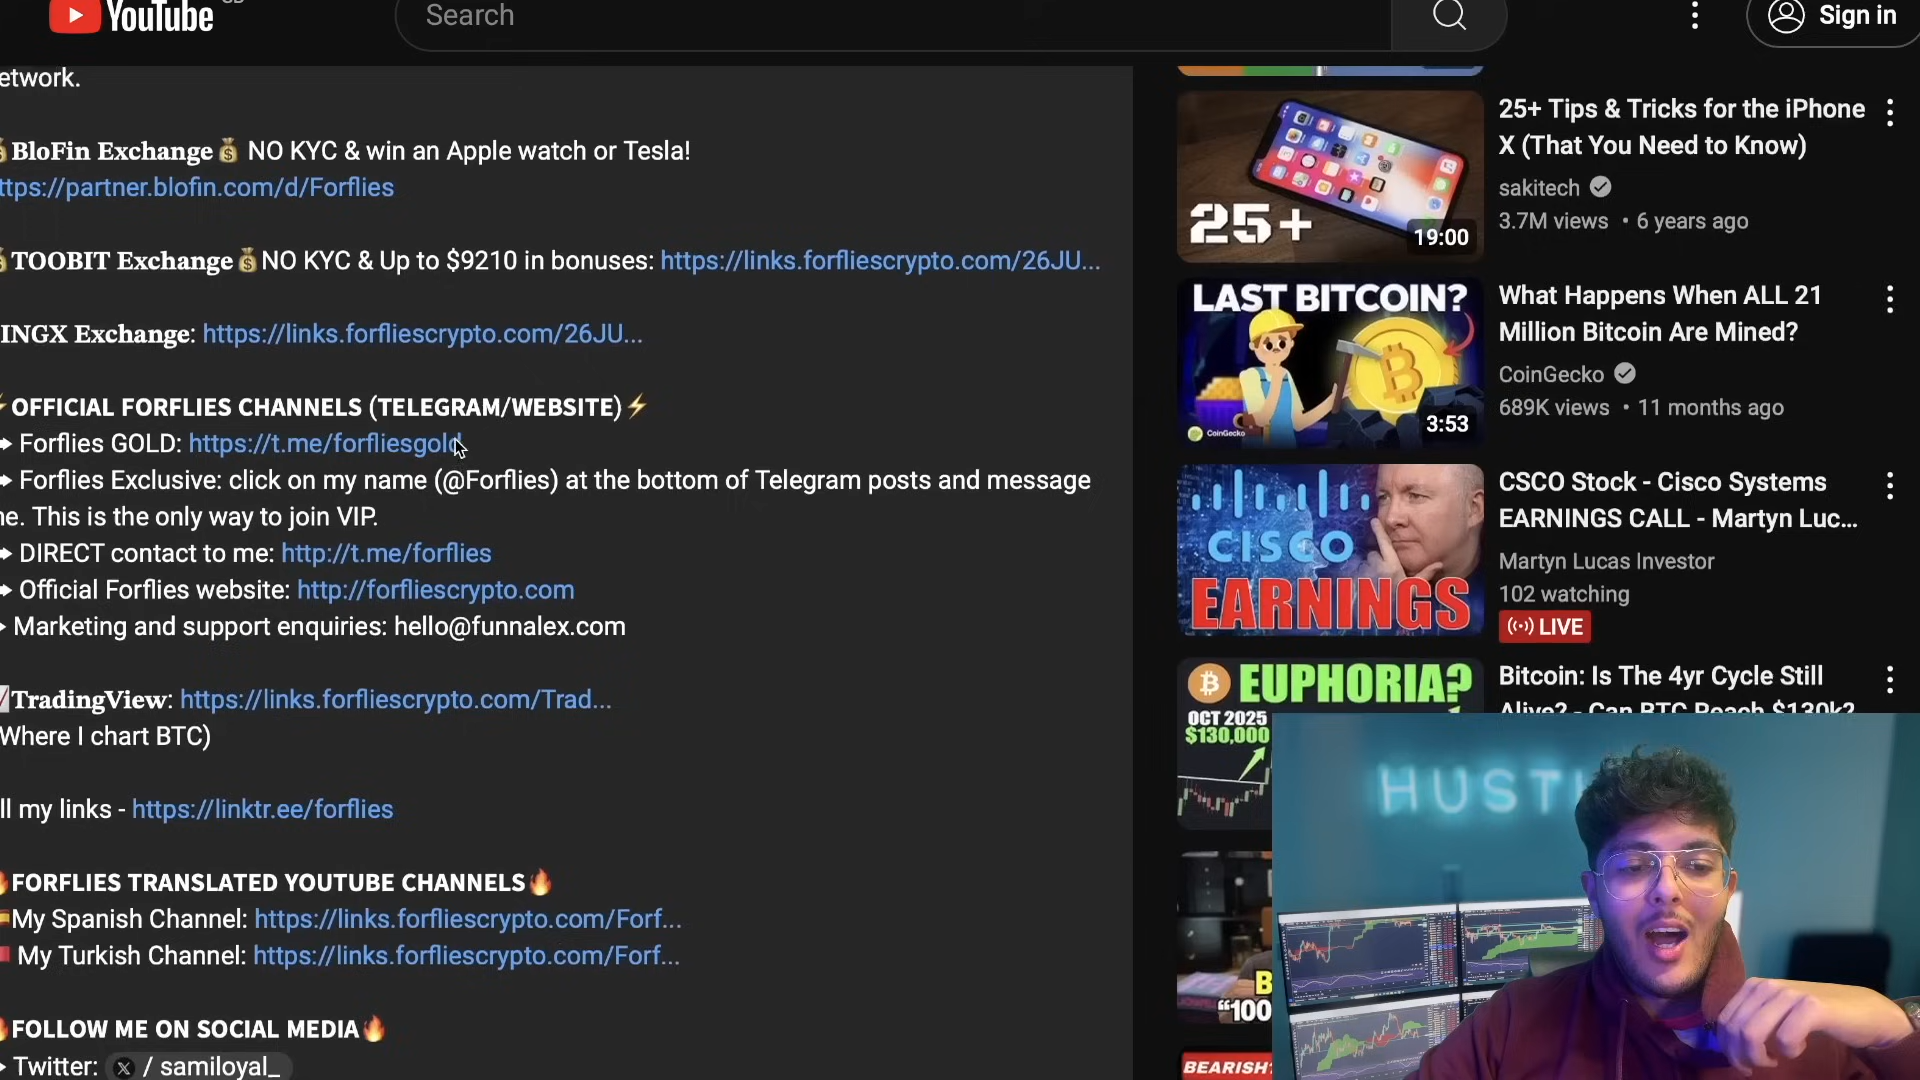 YouTube
Search
Sign in
etwork.
BloFin Exchange NO KYC & win an Apple watch or Tesla!
ttps://partner.blofin.com/d/Forflies
TOOBIT Exchange NO KYC & Up to $9210 in bonuses: https://links.forfliescrypto.com/26JU...
INGX Exchange: https://links.forfliescrypto.com/26JU...
OFFICIAL FORFLIES CHANNELS (TELEGRAM/WEBSITE)
Forflies GOLD: https://t.me/forfliesgold
Forflies Exclusive: click on my name (@Forflies) at the bottom of Telegram posts and message
ne. This is the only way to join VIP.
DIRECT contact to me: http://t.me/forflies
Official Forflies website: http://forfliescrypto.com
Marketing and support enquiries: hello@funnalex.com
TradingView: https://links.forfliescrypto.com/Trad...
Where I chart BTC)
ll my links - https://linktr.ee/forflies
FORFLIES TRANSLATED YOUTUBE CHANNELS
My Spanish Channel: https://links.forfliescrypto.com/Forf...
My Turkish Channel: https://links.forfliescrypto.com/Forf...
FOLLOW ME ON SOCIAL MEDIA
Twitter: X / samiloyal_
25+
19:00
25+ Tips & Tricks for the iPhone
X (That You Need to Know)
sakitech
3.7M views • 6 years ago
LAST BITCOIN?
CoinGecko
3:53
What Happens When ALL 21
Million Bitcoin Are Mined?
CoinGecko
689K views • 11 months ago
CISCO
EARNINGS
CSCO Stock - Cisco Systems
EARNINGS CALL - Martyn Luc...
Martyn Lucas Investor
102 watching
LIVE
EUPHORIA?
OCT 2025
$130,000
Bitcoin: Is The 4yr Cycle Still
Alive? - Can BTC Reach $130k?
HUSTL
B
"100
BEARISH?